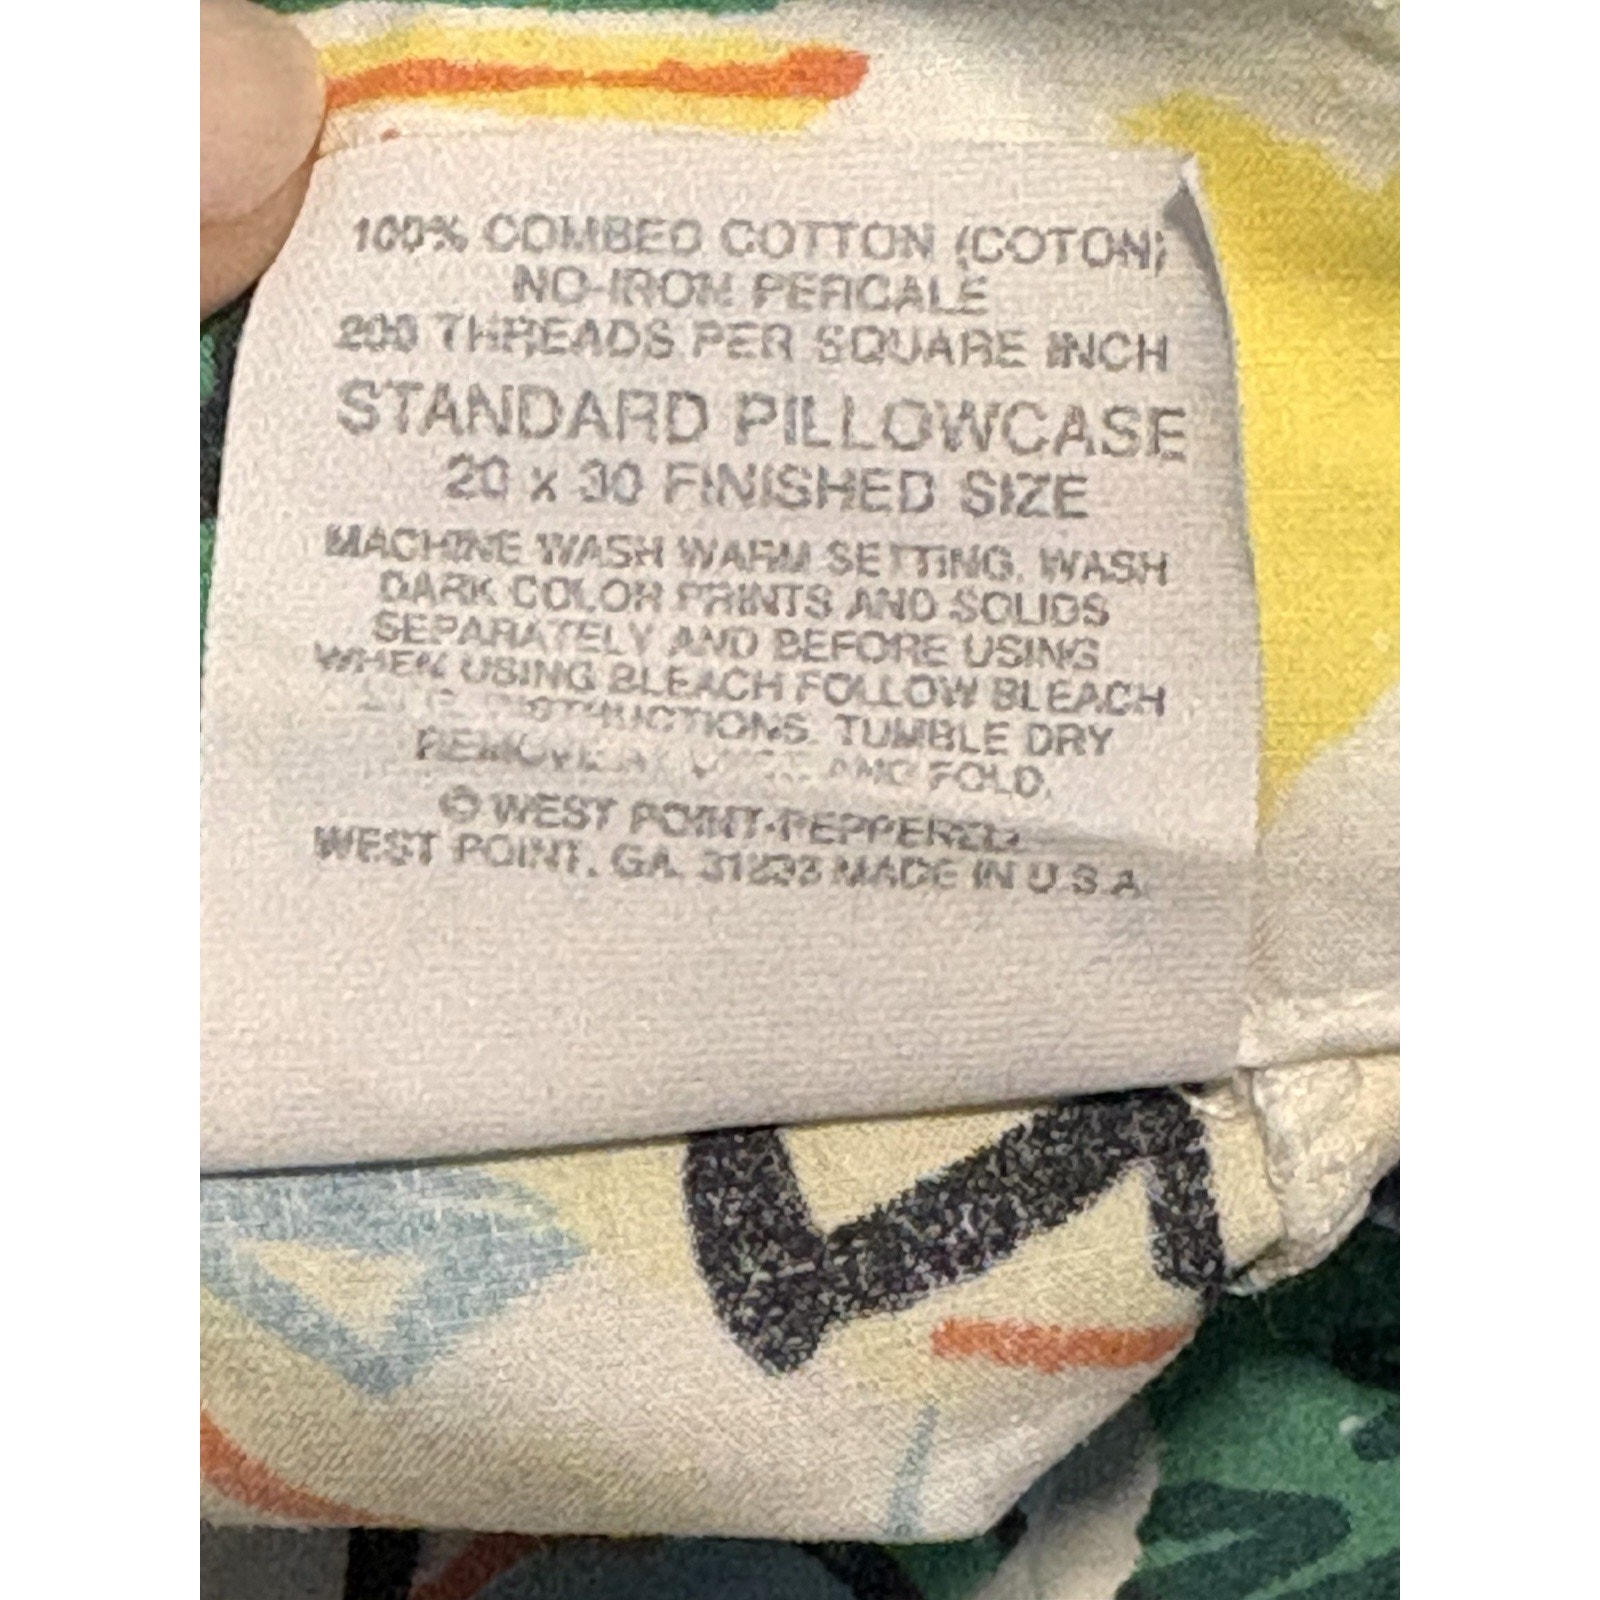 100% COMBED COTTON (COTON)
NO-IRON PERCALE
200 THREADS PER SQUARE INCH
STANDARD PILLOWCASE
20 x 30 FINISHED SIZE
MACHINE WASH WARM SETTING. WASH
DARK COLOR PRINTS AND SOLIDS
SEPARATELY AND BEFORE USING
WHEN USING BLEACH FOLLOW BLEACH
INSTRUCTIONS. TUMBLE DRY
REMOVE AND FOLD.
© WEST POINT-PEPPERELL
WEST POINT, GA. 31833 MADE IN U.S.A.